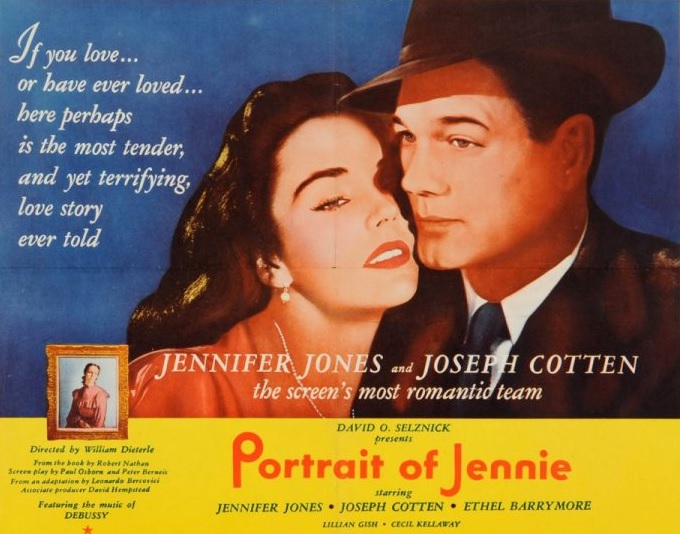 If you love...
or have ever loved...
here perhaps
is the most tender,
and yet terrifying,
love story
ever told
JENNIFER JONES and JOSEPH COTTEN
the screen's most romantic team
Directed by William Dieterle
From the book by Robert Nathan
Screen play by Paul Osborn and Peter Berneis
From an adaptation by Leonardo Bercovici
Associate producer David Hempstead
Featuring the music of
DEBUSSY
DAVID O. SELZNICK
presents
Portrait of Jennie
starring
JENNIFER JONES • JOSEPH COTTEN • ETHEL BARRYMORE
LILLIAN GISH • CECIL KELLAWAY